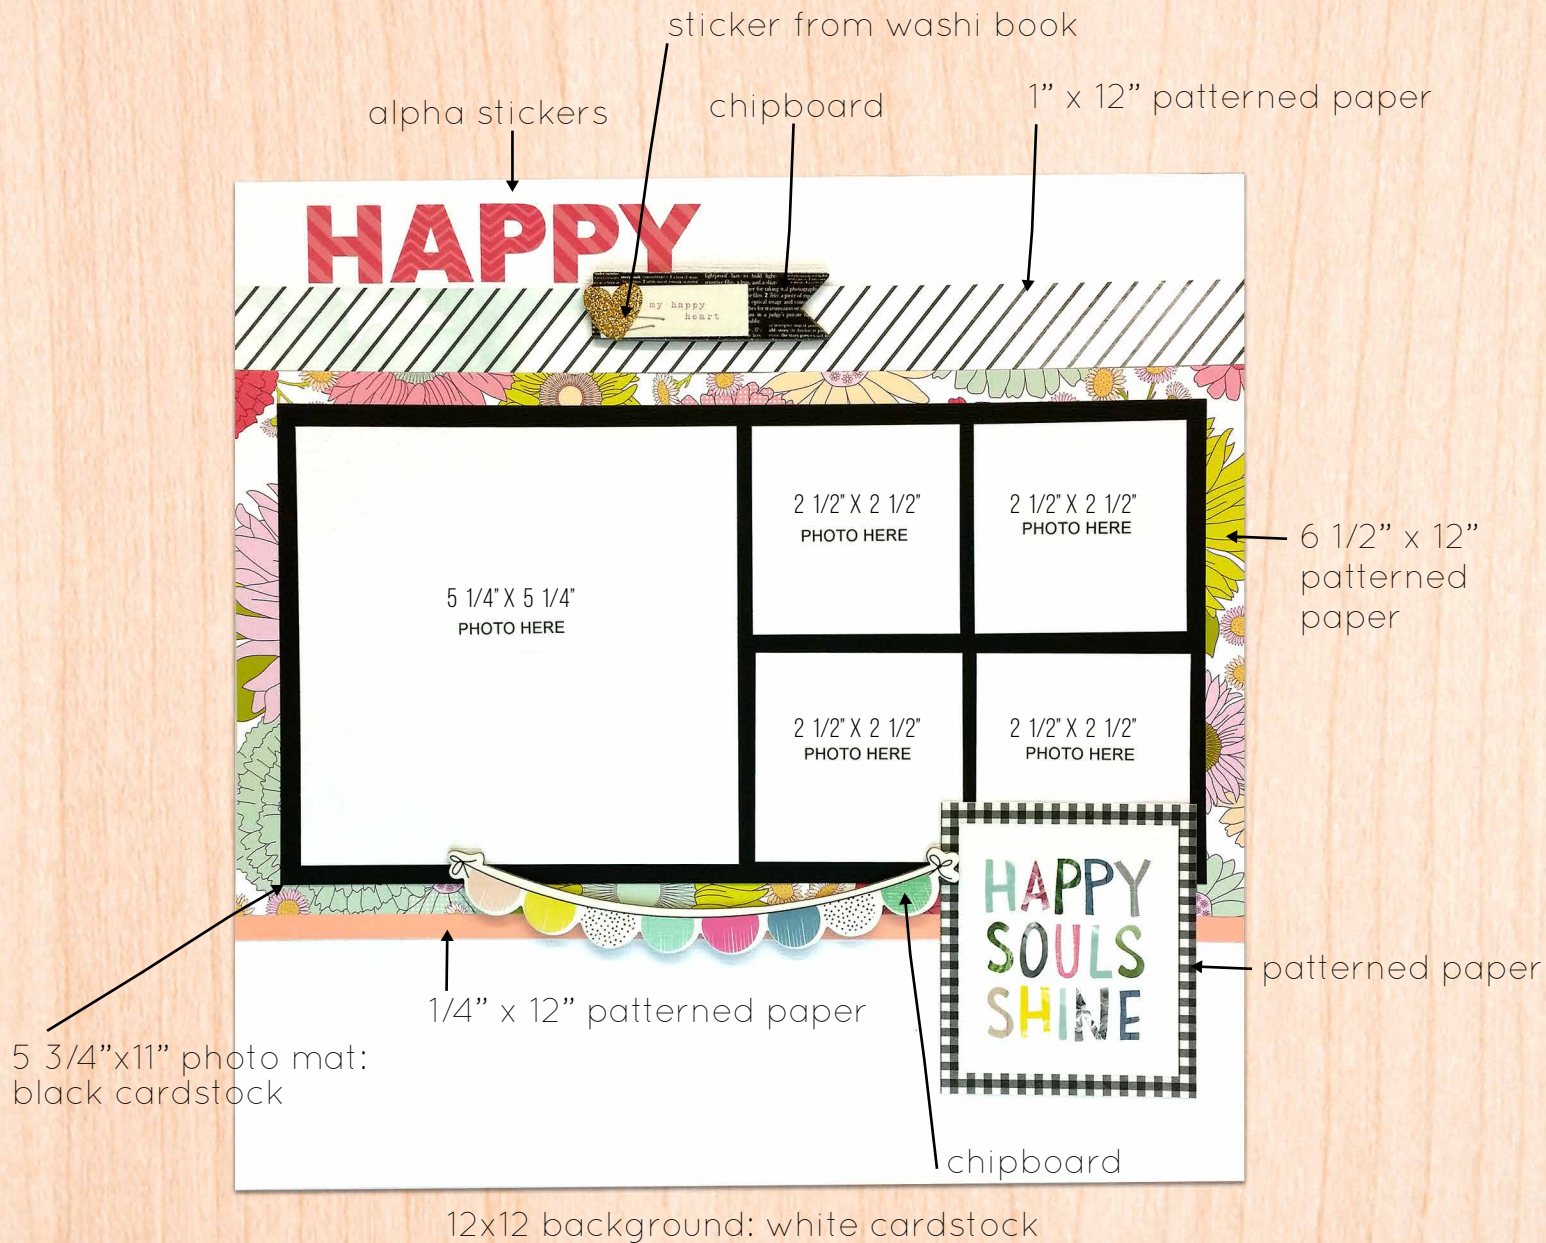 sticker from washi book
alpha stickers
chipboard
1” x 12” patterned paper
HAPPY
my happy
heart
2 1/2" X 2 1/2"
PHOTO HERE
2 1/2" X 2 1/2"
PHOTO HERE
5 1/4" X 5 1/4"
PHOTO HERE
6 1/2” x 12”
patterned
paper
2 1/2" X 2 1/2"
PHOTO HERE
2 1/2" X 2 1/2"
PHOTO HERE
HAPPY
SOULS
SHINE
patterned paper
1/4” x 12” patterned paper
5 3/4”x11” photo mat:
black cardstock
chipboard
12x12 background: white cardstock